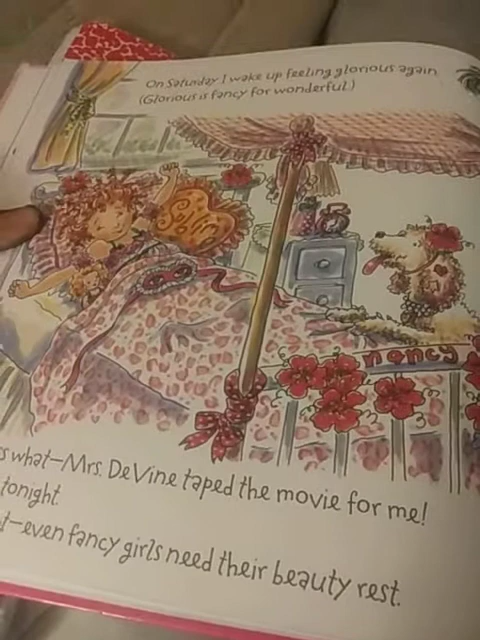 On Saturday I wake up feeling glorious again.
(Glorious is fancy for wonderful.)
nancy
what—Mrs. DeVine taped the movie for me!
tonight.
—even fancy girls need their beauty rest.